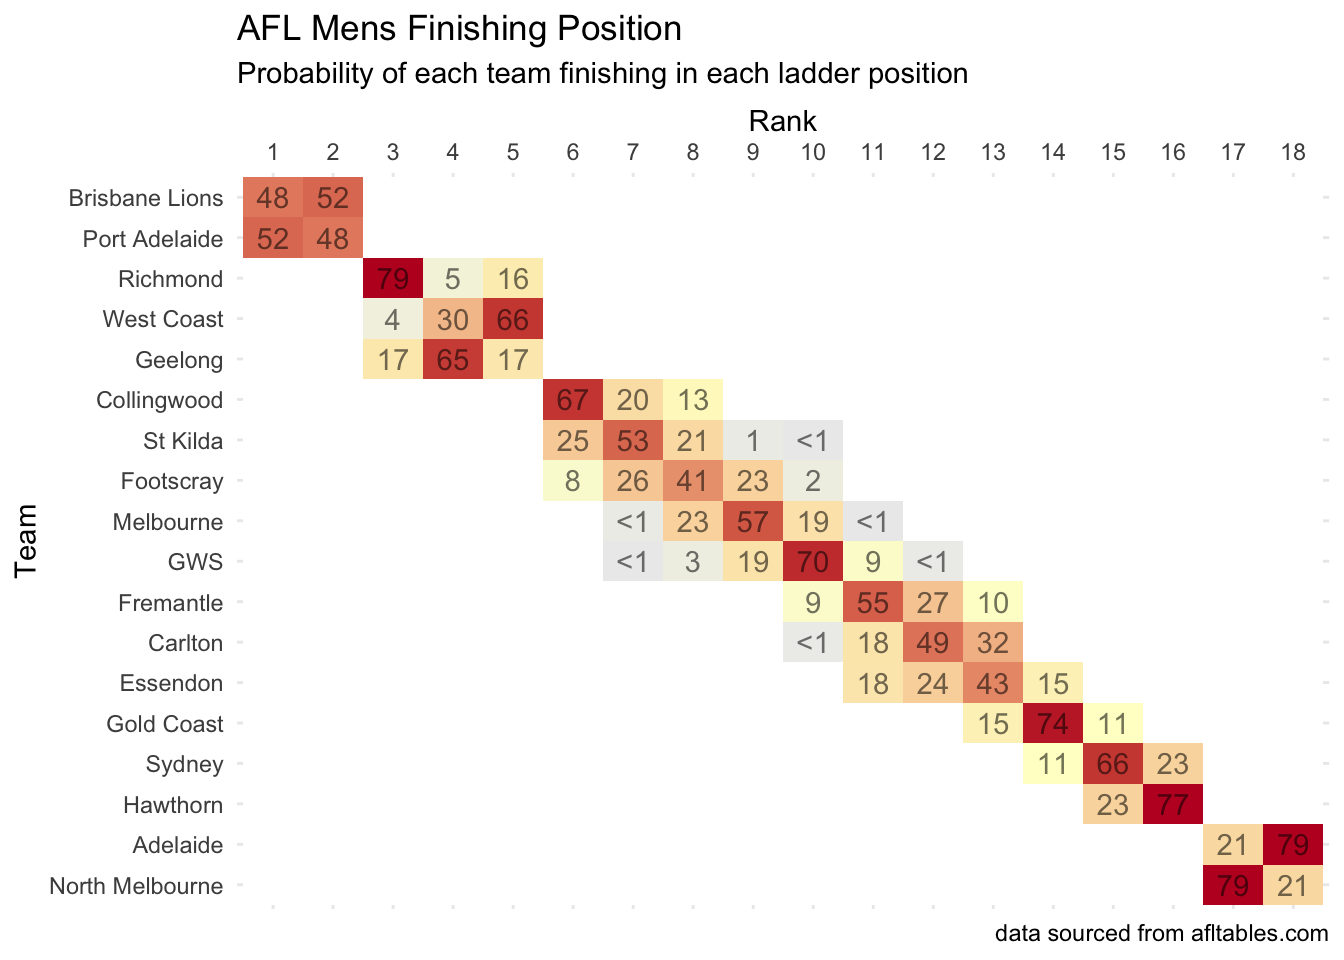 AFL Mens Finishing Position
Probability of each team finishing in each ladder position
Rank
1 2 3 4 5 6 7 8 9 10 11 12 13 14 15 16 17 18
Team
Brisbane Lions 48 52
Port Adelaide 52 48
Richmond 79 5 16
West Coast 4 30 66
Geelong 17 65 17
Collingwood 67 20 13
St Kilda 25 53 21 1 <1
Footscray 8 26 41 23 2
Melbourne <1 23 57 19 <1
GWS <1 3 19 70 9 <1
Fremantle 9 55 27 10
Carlton <1 18 49 32
Essendon 18 24 43 15
Gold Coast 15 74 11
Sydney 11 66 23
Hawthorn 23 77
Adelaide 21 79
North Melbourne 79 21
data sourced from afltables.com